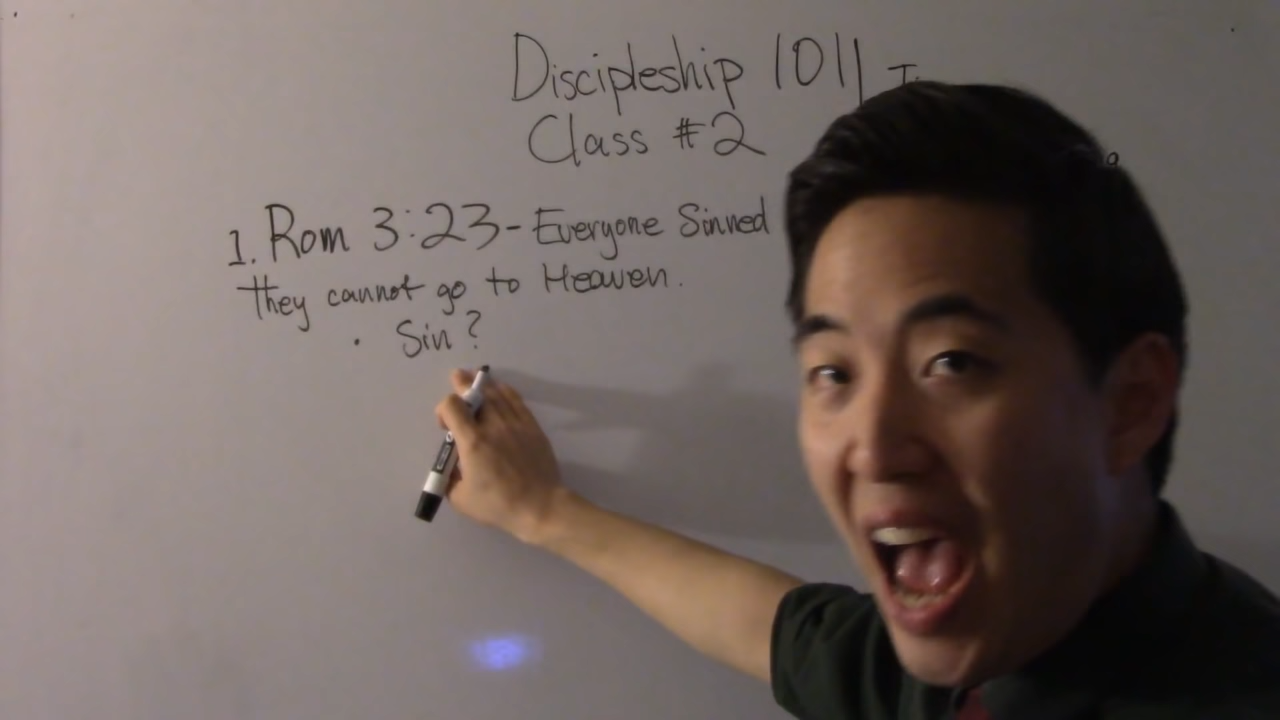 Discipleship 101
Class #2
1. Rom 3:23 - Everyone Sinned
they cannot go to Heaven.
· Sin?